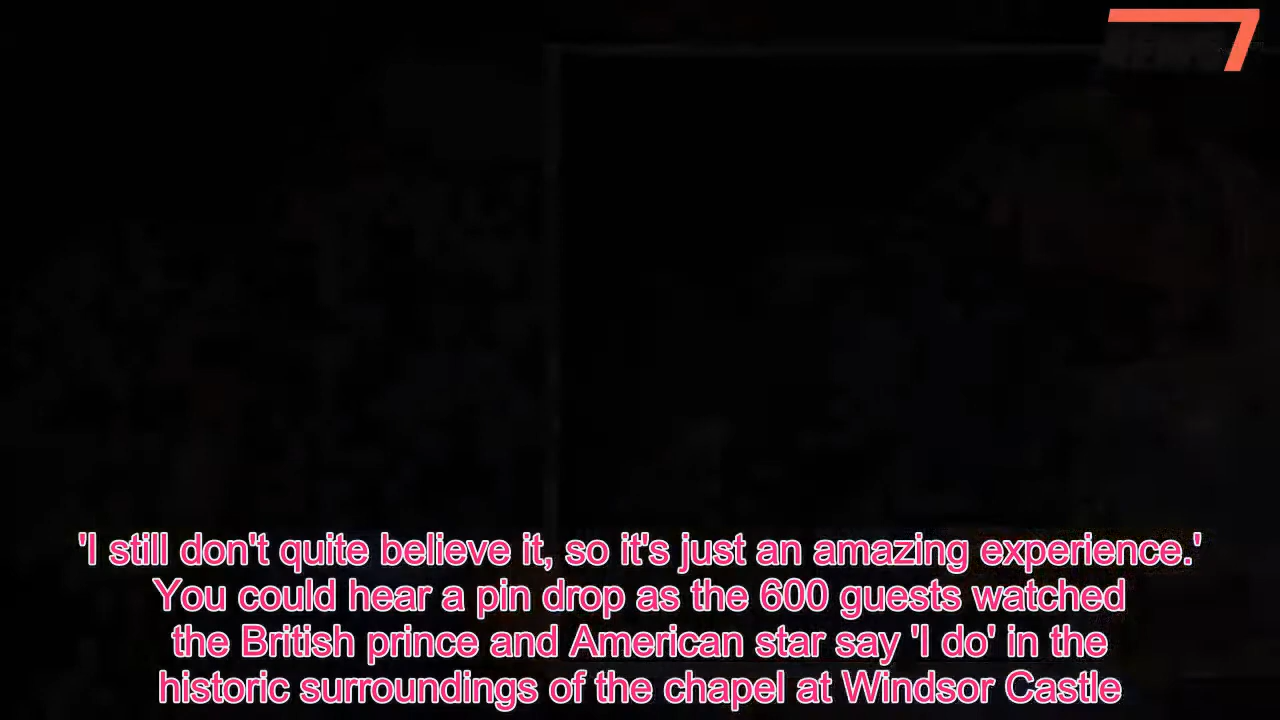 'I still don't quite believe it, so it's just an amazing experience.'
You could hear a pin drop as the 600 guests watched
the British prince and American star say 'I do' in the
historic surroundings of the chapel at Windsor Castle